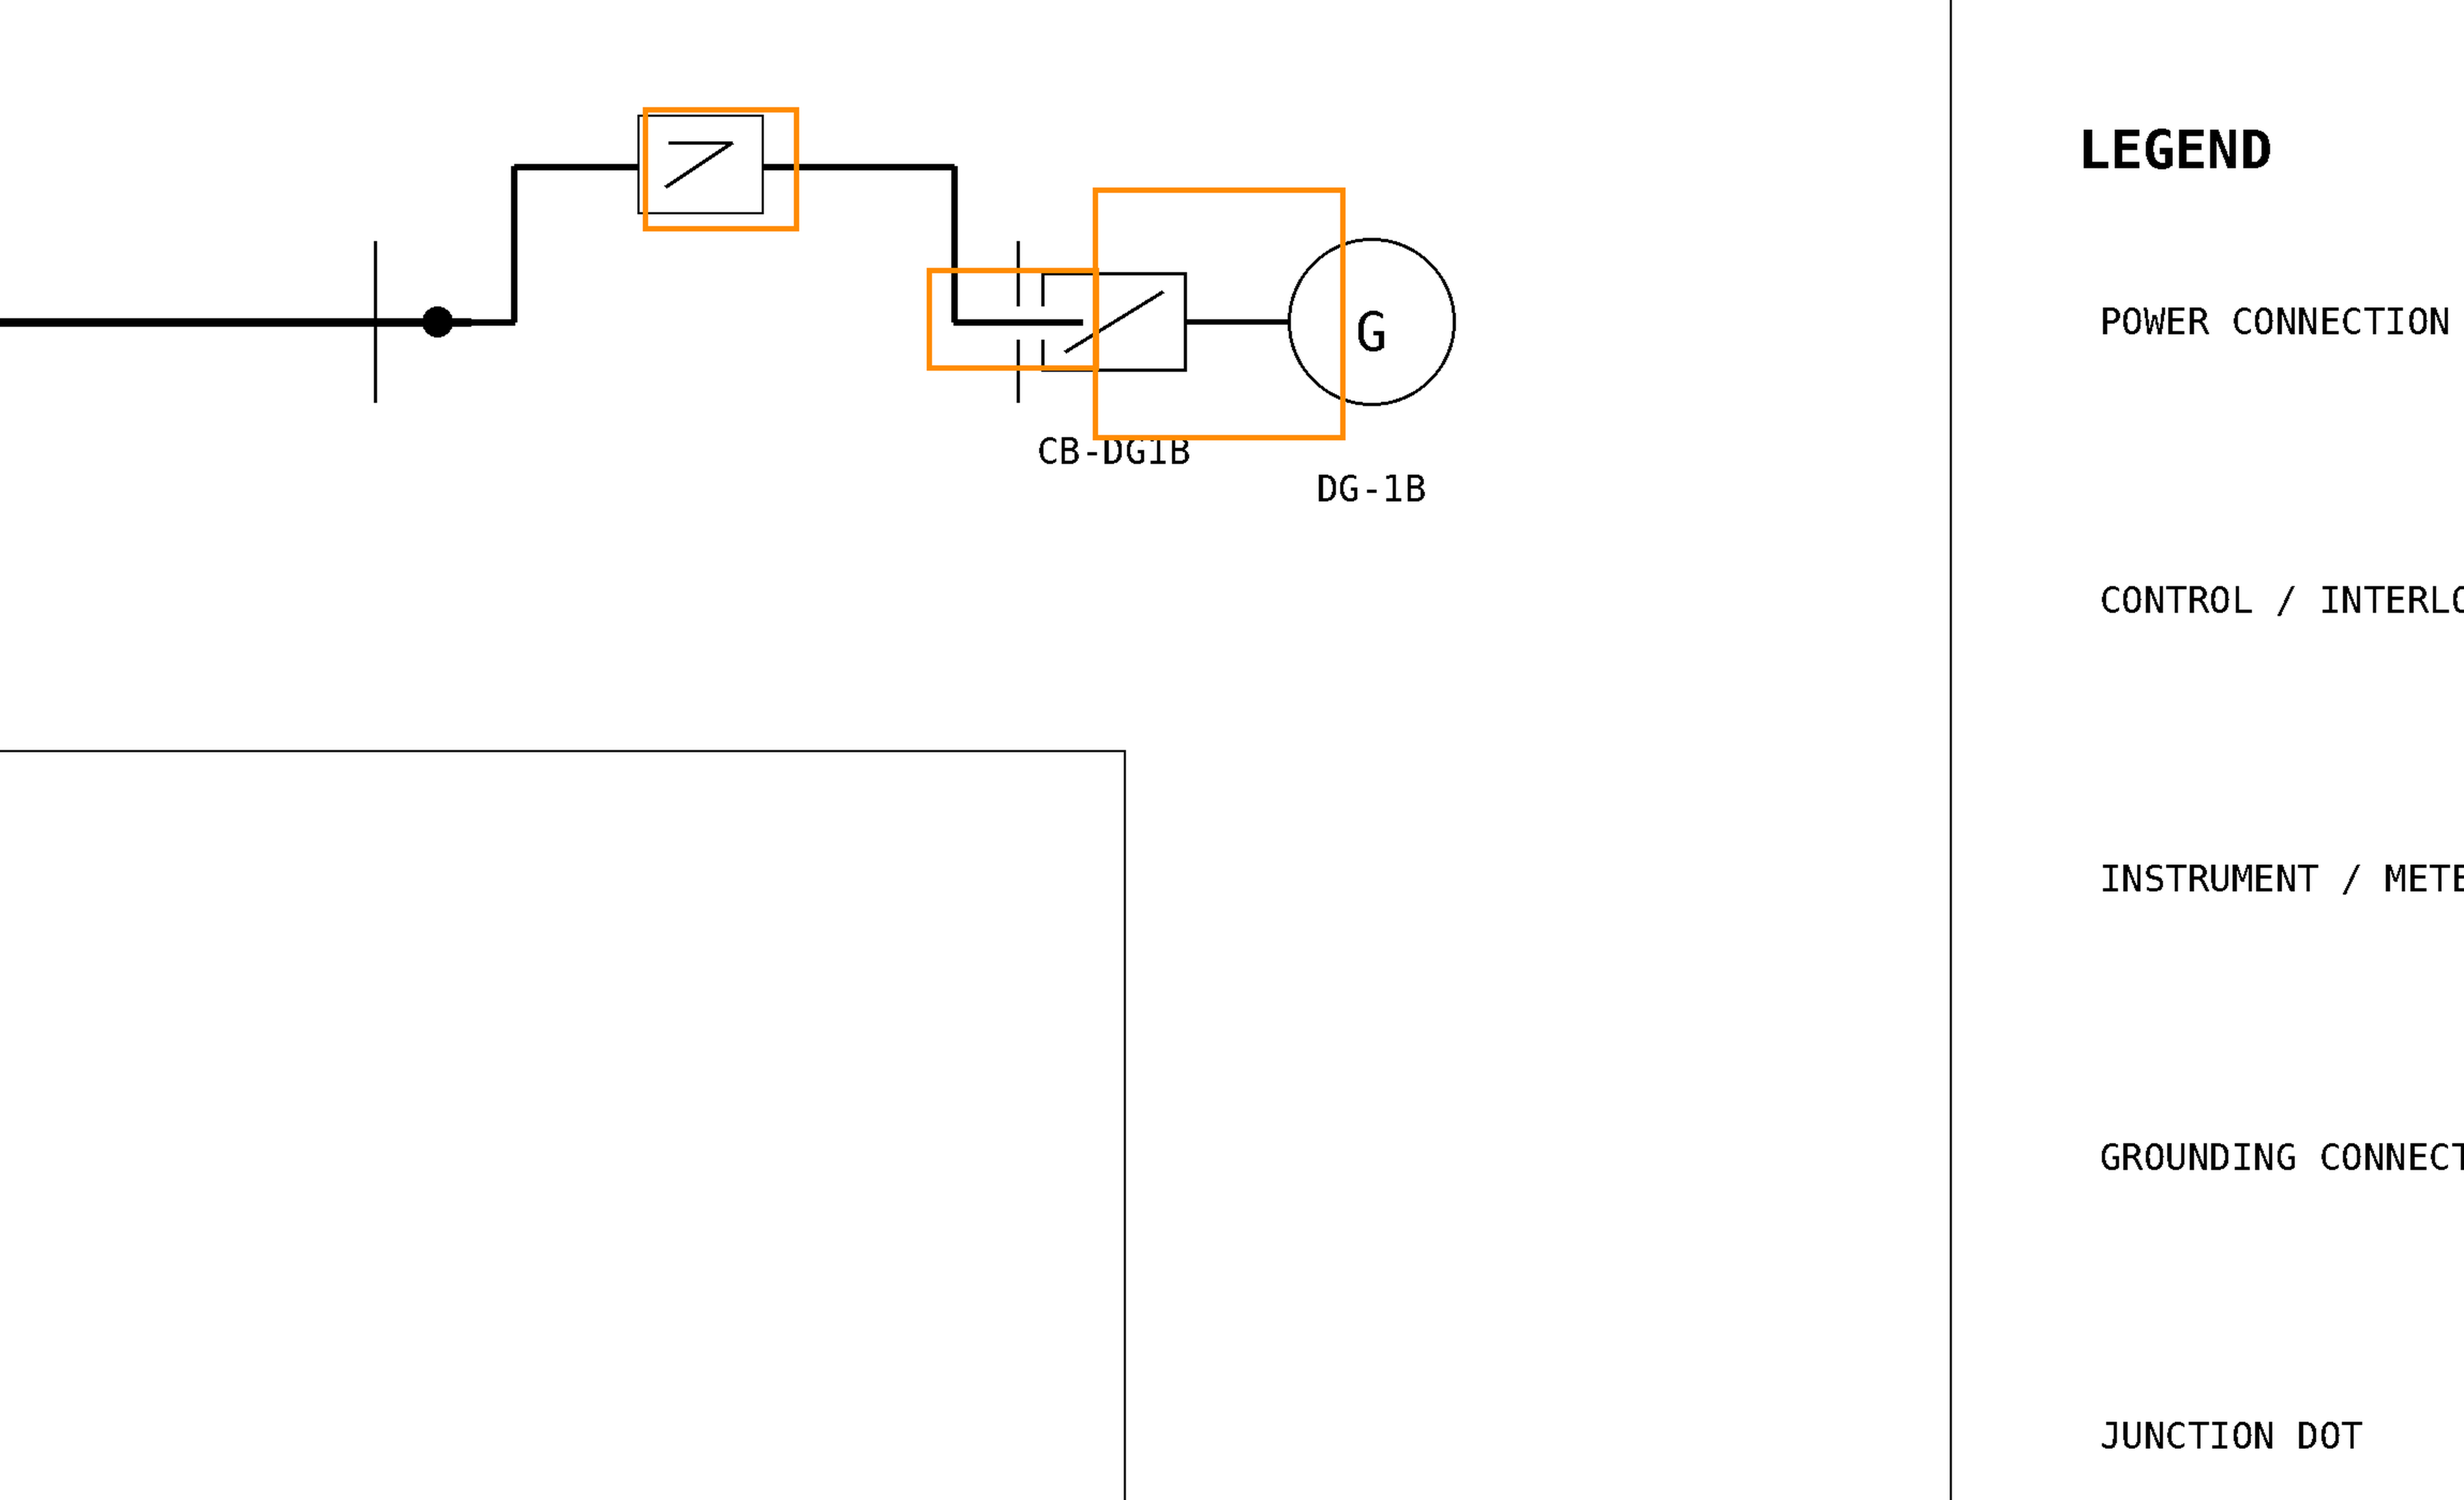 LEGEND
POWER CONNECTION
G
CB-DG1B
DG-1B
CONTROL / INTERLO
INSTRUMENT / METE
GROUNDING CONNECT
JUNCTION DOT